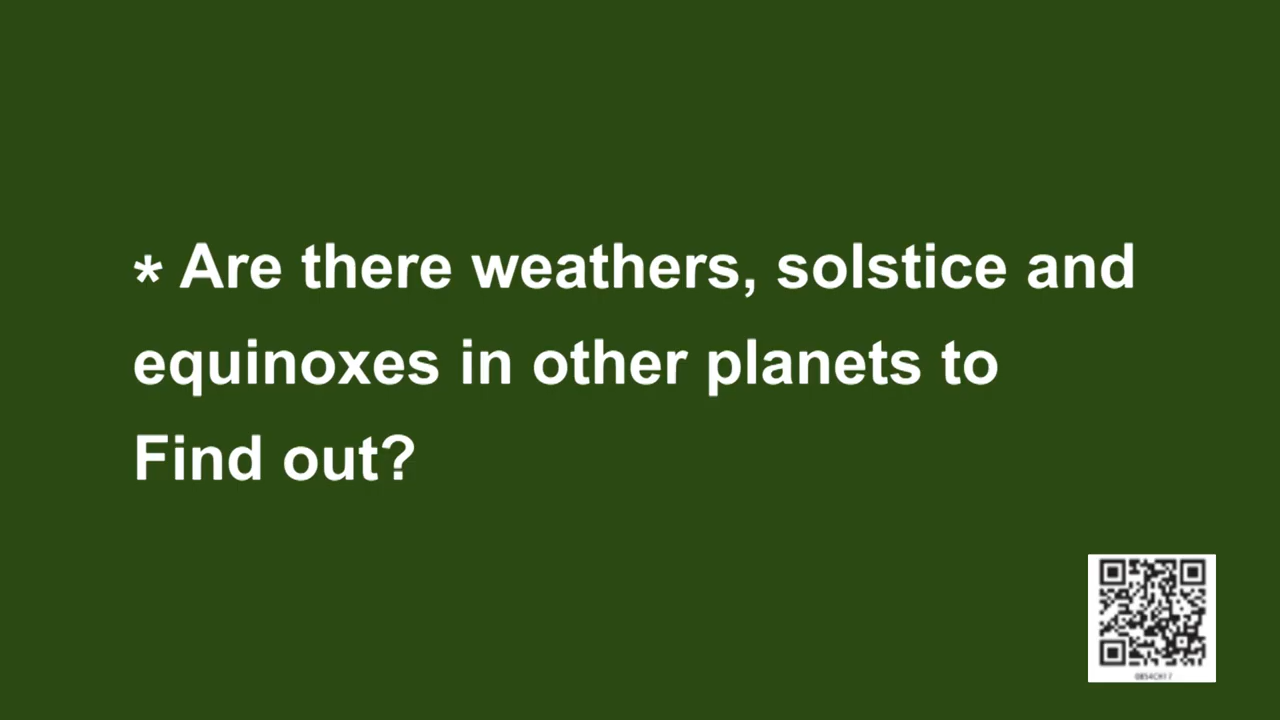 * Are there weathers, solstice and
equinoxes in other planets to
Find out?